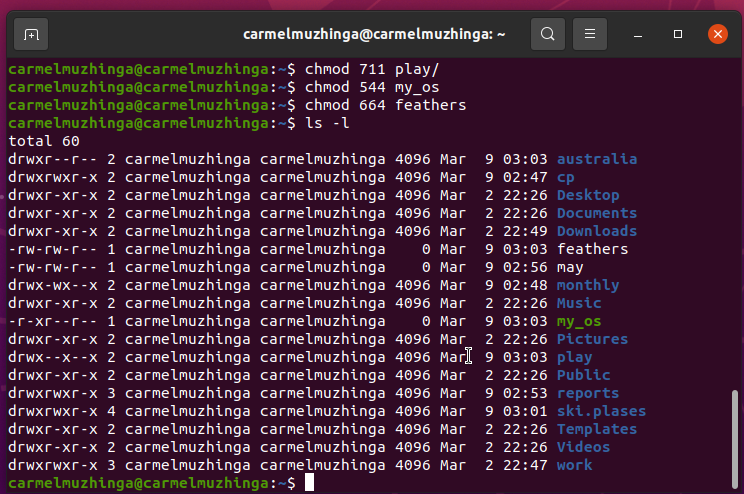 carmelmuzhinga@carmelmuzhinga: ~
carmelmuzhinga@carmelmuzhinga:~$ chmod 711 play/
carmelmuzhinga@carmelmuzhinga:~$ chmod 544 my_os
carmelmuzhinga@carmelmuzhinga:~$ chmod 664 feathers
carmelmuzhinga@carmelmuzhinga:~$ ls -l
total 60
drwxr--r-- 2 carmelmuzhinga carmelmuzhinga 4096 Mar  9 03:03 australia
drwxrwxr-x 2 carmelmuzhinga carmelmuzhinga 4096 Mar  9 02:47 cp
drwxr-xr-x 2 carmelmuzhinga carmelmuzhinga 4096 Mar  2 22:26 Desktop
drwxr-xr-x 2 carmelmuzhinga carmelmuzhinga 4096 Mar  2 22:26 Documents
drwxr-xr-x 2 carmelmuzhinga carmelmuzhinga 4096 Mar  2 22:49 Downloads
-rw-rw-r-- 1 carmelmuzhinga carmelmuzhinga    0 Mar  9 03:03 feathers
-rw-rw-r-- 1 carmelmuzhinga carmelmuzhinga    0 Mar  9 02:56 may
drwx-wx--x 2 carmelmuzhinga carmelmuzhinga 4096 Mar  9 02:48 monthly
drwxr-xr-x 2 carmelmuzhinga carmelmuzhinga 4096 Mar  2 22:26 Music
-r-xr--r-- 1 carmelmuzhinga carmelmuzhinga    0 Mar  9 03:03 my_os
drwxr-xr-x 2 carmelmuzhinga carmelmuzhinga 4096 Mar  2 22:26 Pictures
drwx--x--x 2 carmelmuzhinga carmelmuzhinga 4096 Mar  9 03:03 play
drwxr-xr-x 2 carmelmuzhinga carmelmuzhinga 4096 Mar  2 22:26 Public
drwxrwxr-x 3 carmelmuzhinga carmelmuzhinga 4096 Mar  9 02:53 reports
drwxrwxr-x 4 carmelmuzhinga carmelmuzhinga 4096 Mar  9 03:01 ski.plases
drwxr-xr-x 2 carmelmuzhinga carmelmuzhinga 4096 Mar  2 22:26 Templates
drwxr-xr-x 2 carmelmuzhinga carmelmuzhinga 4096 Mar  2 22:26 Videos
drwxrwxr-x 3 carmelmuzhinga carmelmuzhinga 4096 Mar  2 22:47 work
carmelmuzhinga@carmelmuzhinga:~$